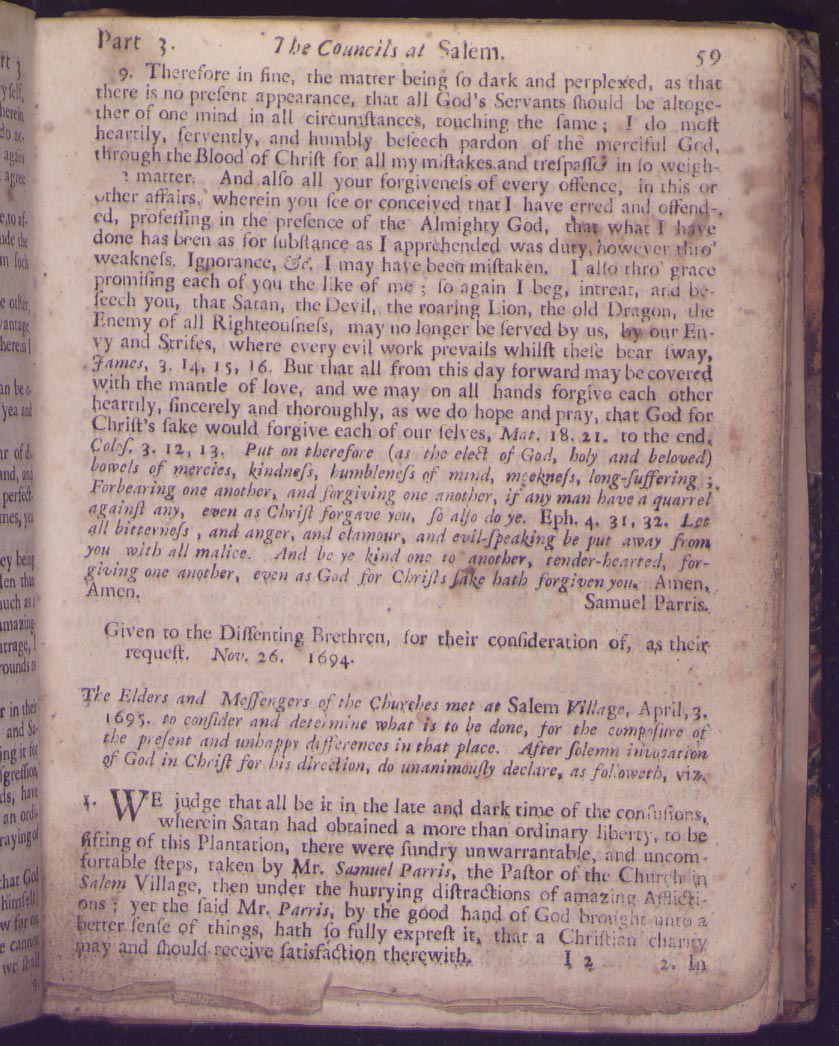 Part 3. The Councils at Salem. 59
9. Therefore in fine, the matter being ſo dark and perplexed, as that
there is no preſent appearance, that all God's Servants ſhould be altoge-
ther of one mind in all circumſtances, touching the ſame; I do moſt
heartily, fervently, and humbly beſeech pardon of the merciful God,
through the Blood of Chriſt for all my miſtakes and treſpaſſes in ſo weigh-
matter. And alſo all your forgiveneſs of every offence, in this or
other affairs, wherein you ſee or conceived that I have erred and offend-
ed, profeſſing in the preſence of the Almighty God, that what I have
done has been as for ſubſtance as I apprehended was duty, however thro'
weakneſs, Ignorance, &c. I may have been miſtaken. I alſo thro' grace
promiſing each of you the like of me; ſo again I beg, intreat, and be-
ſeech you, that Satan, the Devil, the roaring Lion, the old Dragon, the
Enemy of all Righteouſneſs, may no longer be ſerved by us, by our En-
vy and Strifes, where every evil work prevails whilſt theſe bear ſway,
James, 3. 14, 15, 16. But that all from this day forward may be covered
with the mantle of love, and we may on all hands forgive each other
heartily, ſincerely and thoroughly, as we do hope and pray, that God for
Chriſt's ſake would forgive each of our ſelves, Mat. 18. 21. to the end,
Coloſ. 3. 12, 13. Put on therefore (as the elect of God, holy and beloved)
bowels of mercies, kindneſs, humbleneſs of mind, meekneſs, long-ſuffering;
Forbearing one another, and forgiving one another, if any man have a quarrel
againſt any, even as Chriſt forgave you, ſo alſo do ye. Eph. 4. 31, 32. Let
all bitterneſs, and anger, and clamour, and evil-ſpeaking be put away from
you with all malice. And be ye kind one to another, tender-hearted, for-
giving one another, even as God for Chriſts ſake hath forgiven you. Amen,
Amen.
Samuel Parris.
Given to the Diſſenting Brethren, for their conſideration of, as their
requeſt. Nov. 26. 1694.
The Elders and Meſſengers of the Churches met at Salem Village, April, 3.
1695. to conſider and determine what is to be done, for the compoſure of
the preſent and unhappy differences in that place. After ſolemn invocation
of God in Chriſt for his direction, do unanimouſly declare, as followeth, viz.
1. WE judge that all be it in the late and dark time of the confuſions,
wherein Satan had obtained a more than ordinary liberty, to be
ſifting of this Plantation, there were ſundry unwarrantable, and uncom-
fortable ſteps, taken by Mr. Samuel Parris, the Paſtor of the Church in
Salem Village, then under the hurrying diſtractions of amazing Afflicti-
ons; yet the ſaid Mr. Parris, by the good hand of God brought unto a
better ſenſe of things, hath ſo fully expreſt it, that a Chriſtian charity
may and ſhould receive ſatisfaction therewith.
I 2 2. In